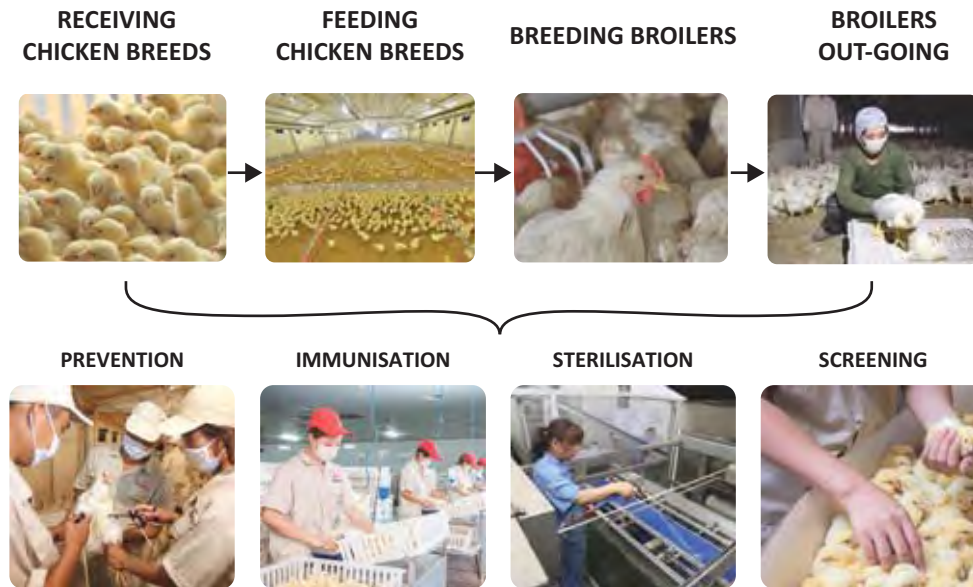 RECEIVING
CHICKEN BREEDS
FEEDING
CHICKEN BREEDS
BREEDING BROILERS
BROILERS
OUT-GOING
PREVENTION
IMMUNISATION
STERILISATION
SCREENING